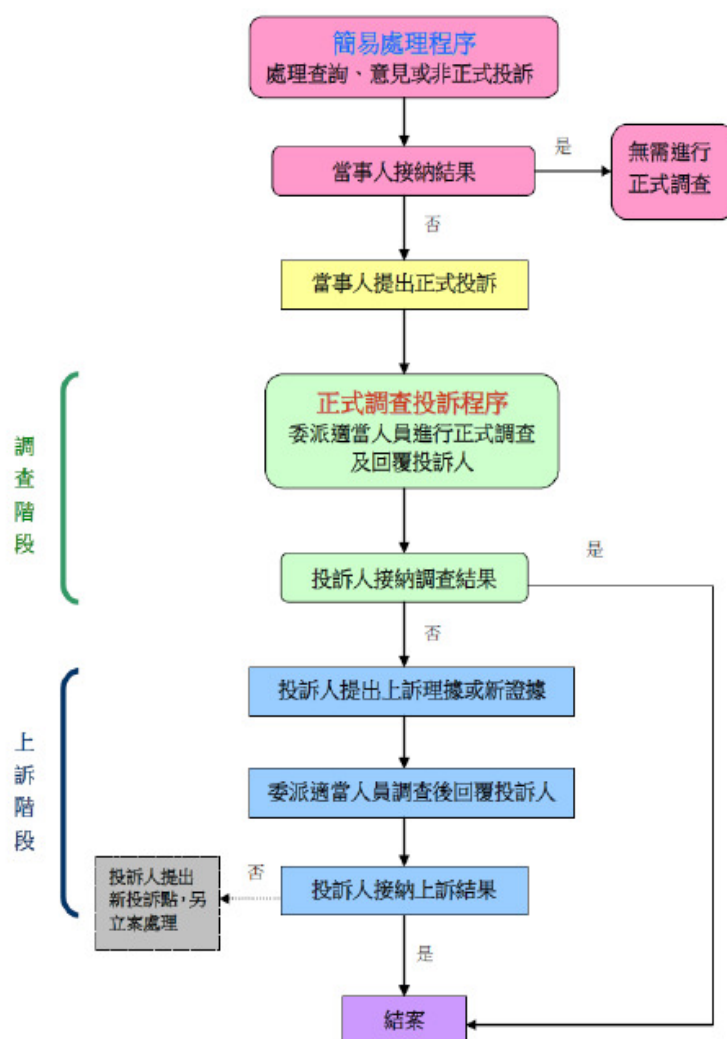 簡易處理程序
處理查詢、意見或非正式投訴
當事人接納結果
是
無需進行
正式調查
否
當事人提出正式投訴
調查階段
正式調查投訴程序
委派適當人員進行正式調查
及回覆投訴人
投訴人接納調查結果
是
否
上訴階段
投訴人提出上訴理據或新證據
委派適當人員調查後回覆投訴人
投訴人接納上訴結果
否
投訴人提出
新投訴點，另
立案處理
是
結案